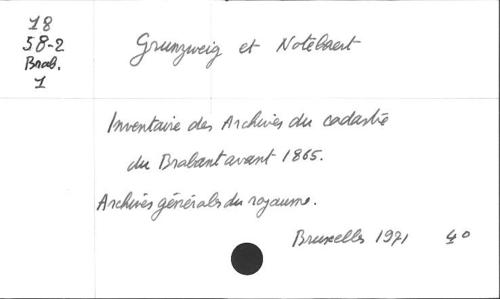 18
58-2
Brab.
1
Grunzweig et Notebaert
Inventaire des Archives du cadastre
du Brabant avant 1865.
Archives générales du royaume.
Bruxelles 1971 4°